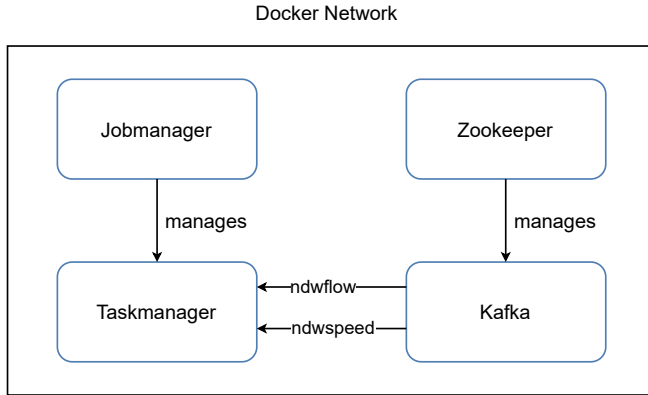 Docker Network
Jobmanager
Zookeeper
manages
manages
Taskmanager
ndwflow
ndwspeed
Kafka